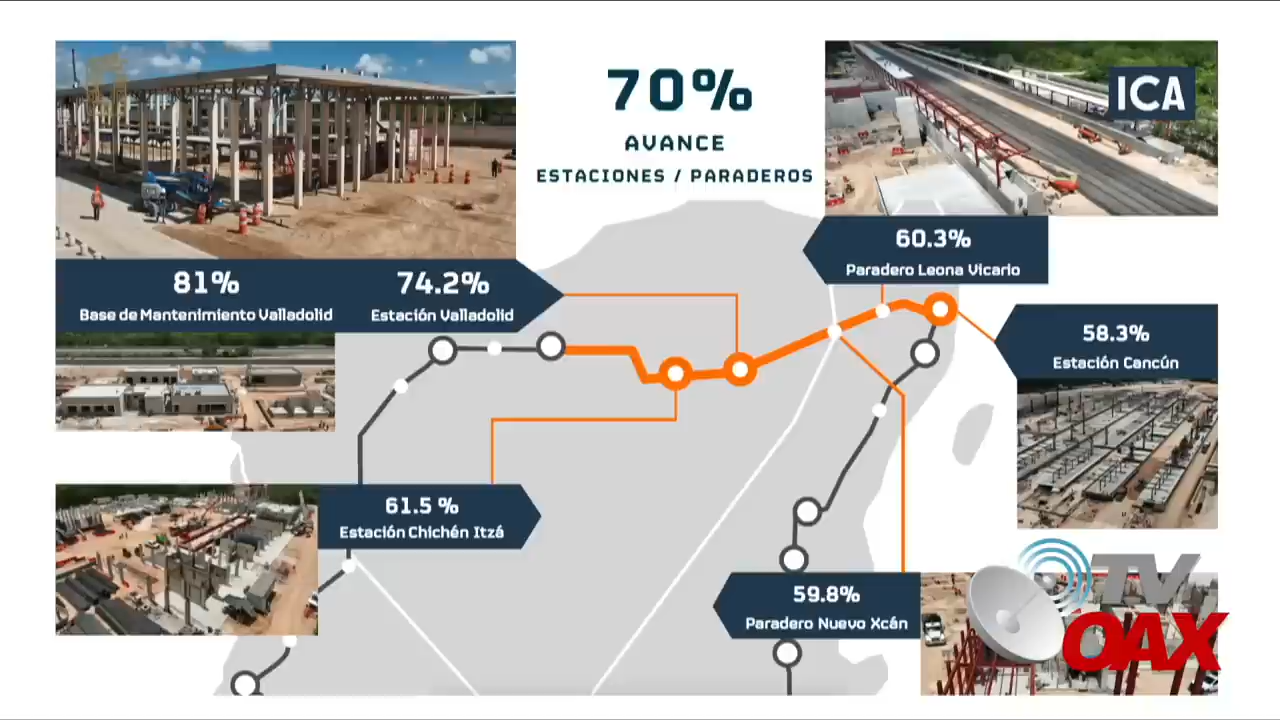 70%
AVANCE
ESTACIONES / PARADEROS
ICA
81%
Base de Mantenimiento Valladolid
74.2%
Estación Valladolid
60.3%
Paradero Leona Vicario
58.3%
Estación Cancún
61.5 %
Estación Chichén Itzá
59.8%
Paradero Nuevo Xcán
TV
OAX